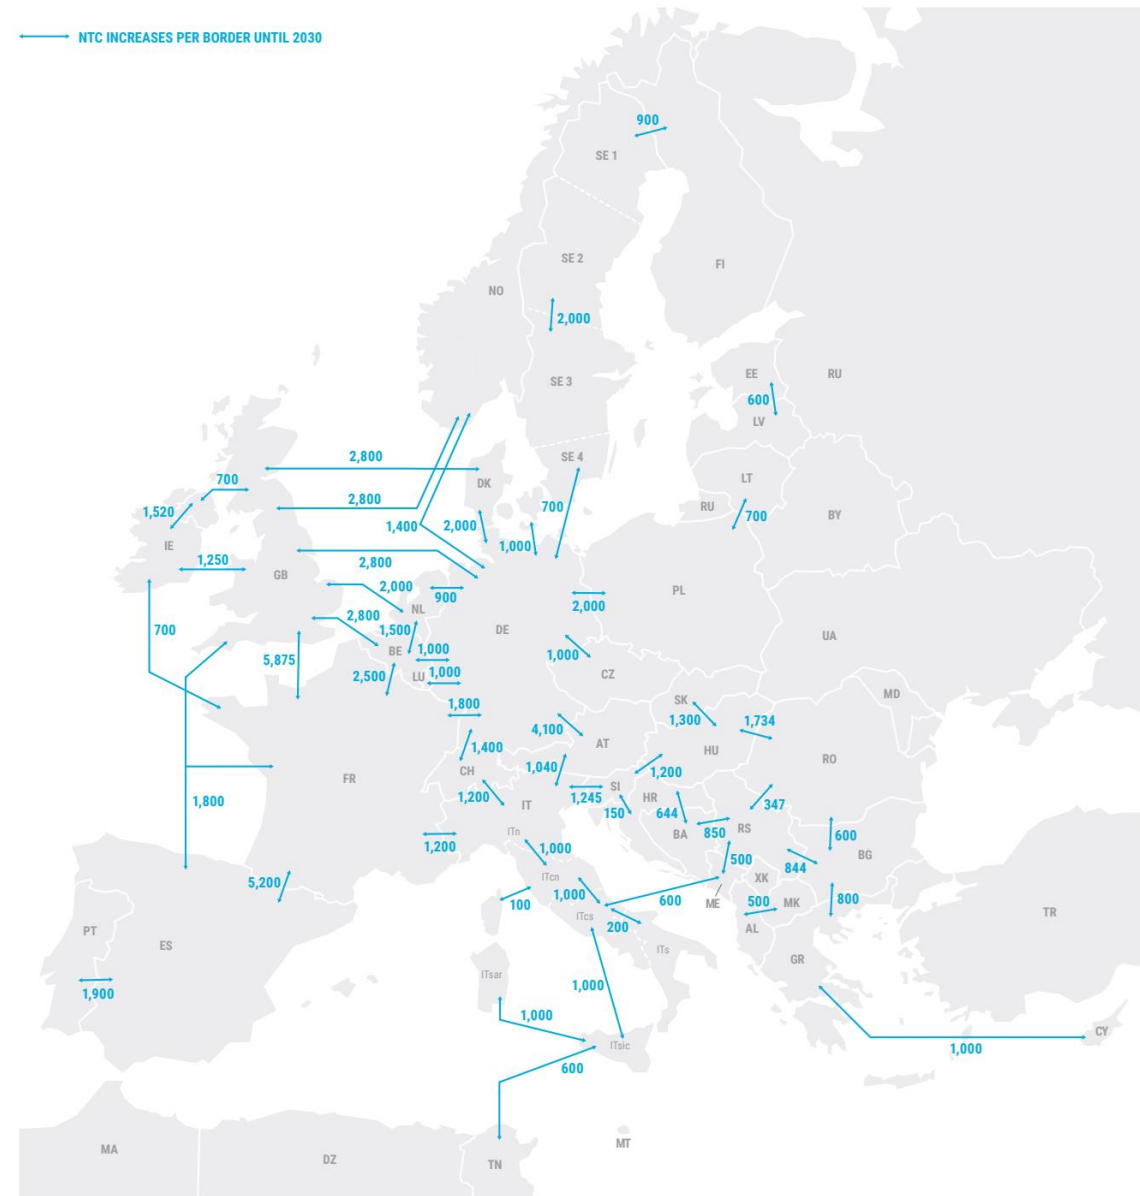 NTC INCREASES PER BORDER UNTIL 2030
900
SE 1
SE 2
FI
NO
2,000
EE
RU
SE 3
600
LV
2,800
SE 4
700
DK
LT
1,520
2,800
700
RU
700
BY
1,400
2,000
IE
1,000
1,250
2,800
GB
2,000
900
NL
2,000
PL
2,800
700
1,500
DE
UA
BE
1,000
5,875
1,000
1,000
2,500
LU
CZ
MD
SK
1,800
1,300
1,734
4,100
AT
1,400
HU
RO
1,040
CH
1,200
FR
SI
1,200
1,245
HR
1,800
IT
150
644
347
ITn
RS
BA
850
600
1,200
1,000
BG
500
844
ITcn
XK
5,200
1,000
800
600
ME
500
MK
100
TR
ITcs
200
AL
PT
ES
ITs
GR
ITsar
1,000
1,900
1,000
CY
ITsic
1,000
600
MT
MA
DZ
TN